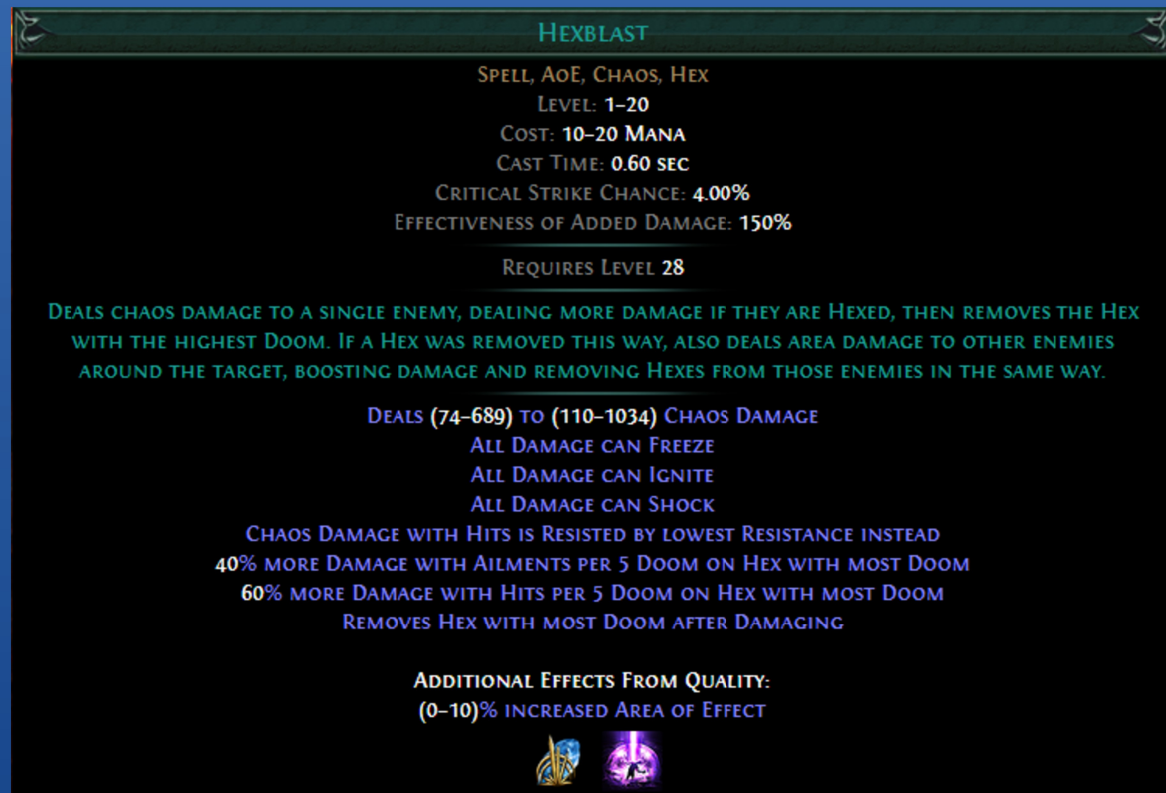 Hexblast
Spell, AoE, Chaos, Hex
Level: 1–20
Cost: 10–20 Mana
Cast Time: 0.60 sec
Critical Strike Chance: 4.00%
Effectiveness of Added Damage: 150%
Requires Level 28
Deals chaos damage to a single enemy, dealing more damage if they are Hexed, then removes the Hex
with the highest Doom. If a Hex was removed this way, also deals area damage to other enemies
around the target, boosting damage and removing Hexes from those enemies in the same way.
Deals (74–689) to (110–1034) Chaos Damage
All Damage can Freeze
All Damage can Ignite
All Damage can Shock
Chaos Damage with Hits is Resisted by lowest Resistance instead
40% more Damage with Ailments per 5 Doom on Hex with most Doom
60% more Damage with Hits per 5 Doom on Hex with most Doom
Removes Hex with most Doom after Damaging
Additional Effects From Quality:
(0–10)% increased Area of Effect